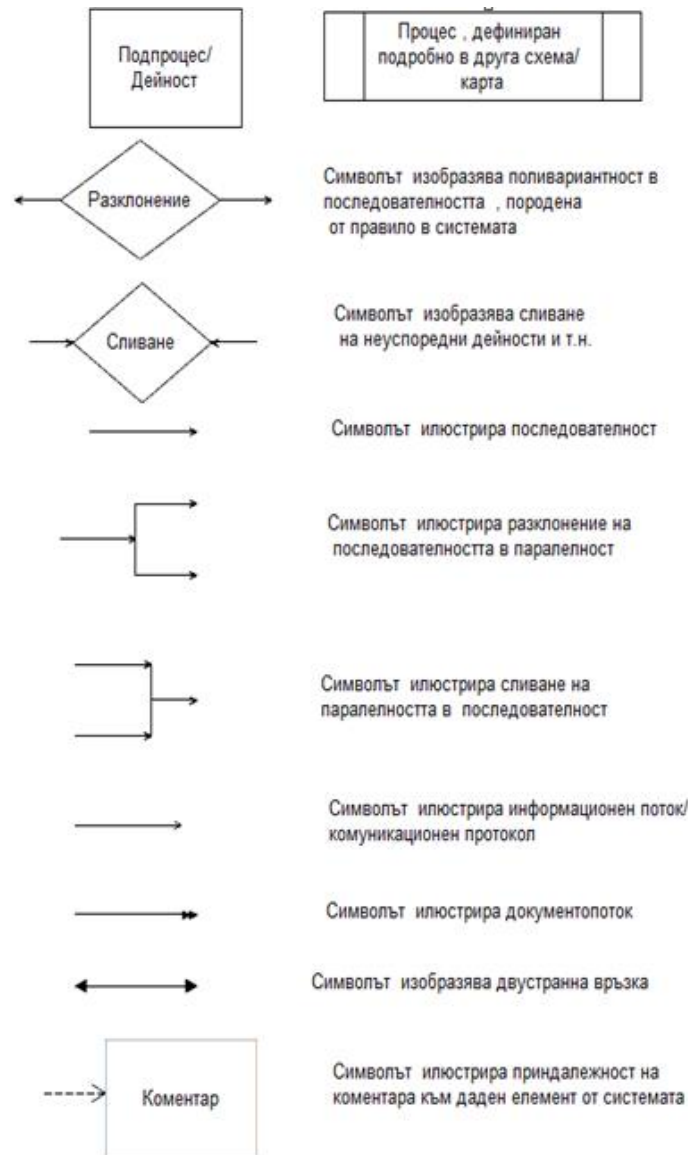 Подпроцес/
Дейност
Процес , дефиниран
подробно в друга схема/
карта
Разклонение
Символът изобразява поливариантност в
последователността , породена
от правило в системата
Сливане
Символът изобразява сливане
на неуспоредни дейности и т.н.
Символът илюстрира последователност
Символът илюстрира разклонение на
последователността в паралелност
Символът илюстрира сливане на
паралелността в последователност
Символът илюстрира информационен поток/
комуникационен протокол
Символът илюстрира документопоток
Символът изобразява двустранна връзка
Коментар
Символът илюстрира приндалежност на
коментара към даден елемент от системата